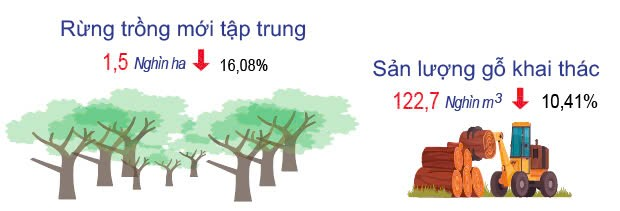 Rừng trồng mới tập trung
1,5 Nghìn ha 16,08%
Sản lượng gỗ khai thác
122,7 Nghìn m³ 10,41%